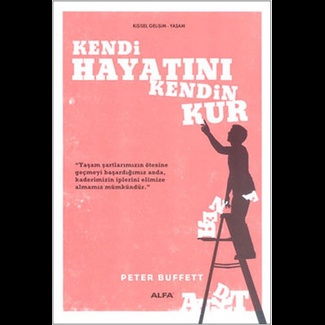 KİŞİSEL GELİŞİM - YAŞAM
KENDİ
HAYATINI
KENDİN
KUR
"Yaşam şartlarımızın ötesine
geçmeyi başardığımız anda,
kaderimizin iplerini elimize
almamız mümkündür."
PETER BUFFETT
ALFA